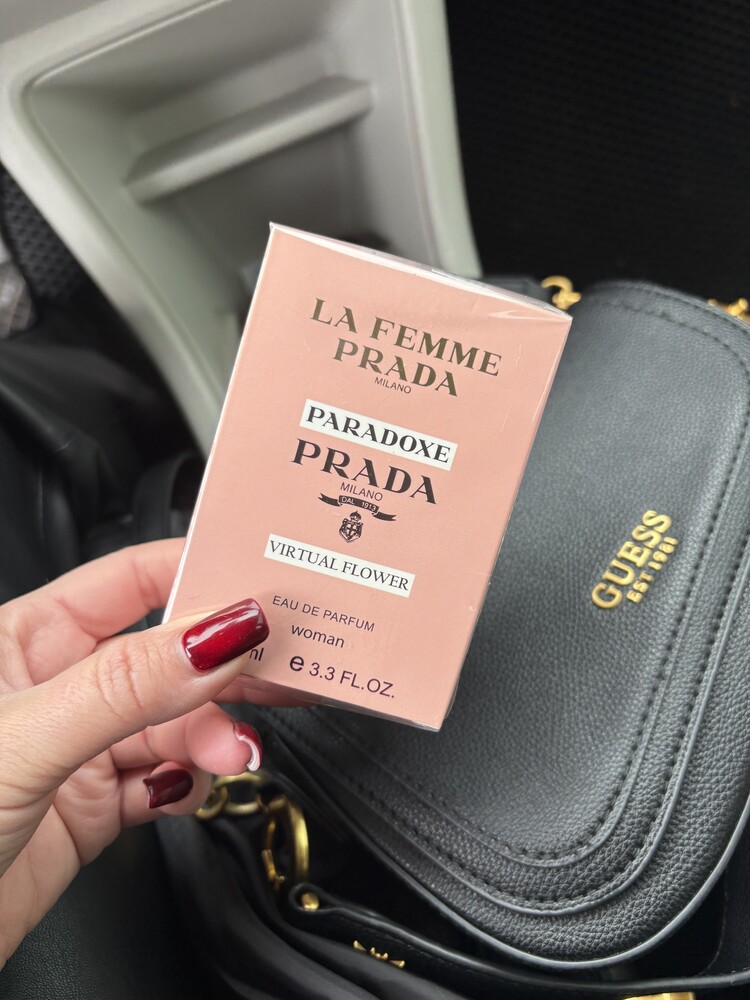 LA FEMME
PRADA
MILANO
PARADOXE
PRADA
MILANO
DAL 1913
VIRTUAL FLOWER
EAU DE PARFUM
woman
ml e 3.3 FL.OZ.
GUESS
EST 1981